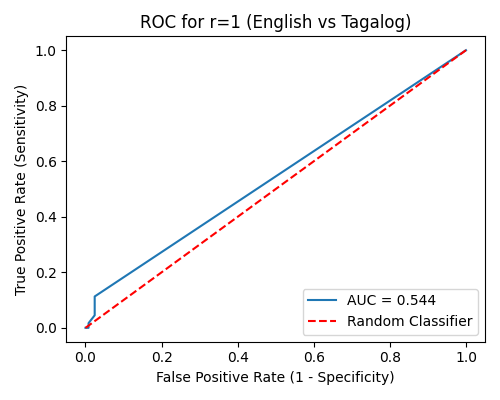 ROC for r=1 (English vs Tagalog)
True Positive Rate (Sensitivity)
1.0
0.8
0.6
0.4
0.2
0.0
AUC = 0.544
Random Classifier
0.0 0.2 0.4 0.6 0.8 1.0
False Positive Rate (1 - Specificity)